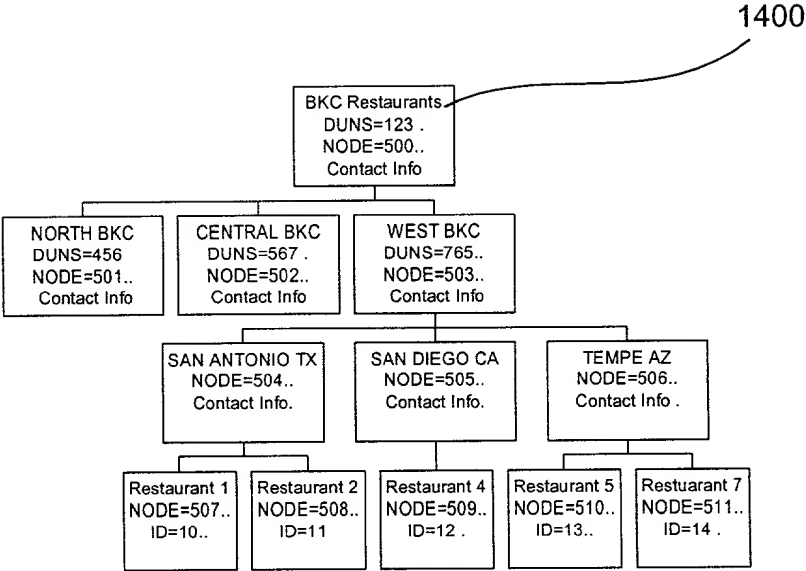 1400
BKC Restaurants
DUNS=123 .
NODE=500..
Contact Info
NORTH BKC
DUNS=456
NODE=501..
Contact Info
CENTRAL BKC
DUNS=567 .
NODE=502..
Contact Info
WEST BKC
DUNS=765..
NODE=503..
Contact Info
SAN ANTONIO TX
NODE=504..
Contact Info.
SAN DIEGO CA
NODE=505..
Contact Info.
TEMPE AZ
NODE=506..
Contact Info .
Restaurant 1
NODE=507..
ID=10..
Restaurant 2
NODE=508..
ID=11
Restaurant 4
NODE=509..
ID=12 .
Restaurant 5
NODE=510..
ID=13..
Restuarant 7
NODE=511..
ID=14 .